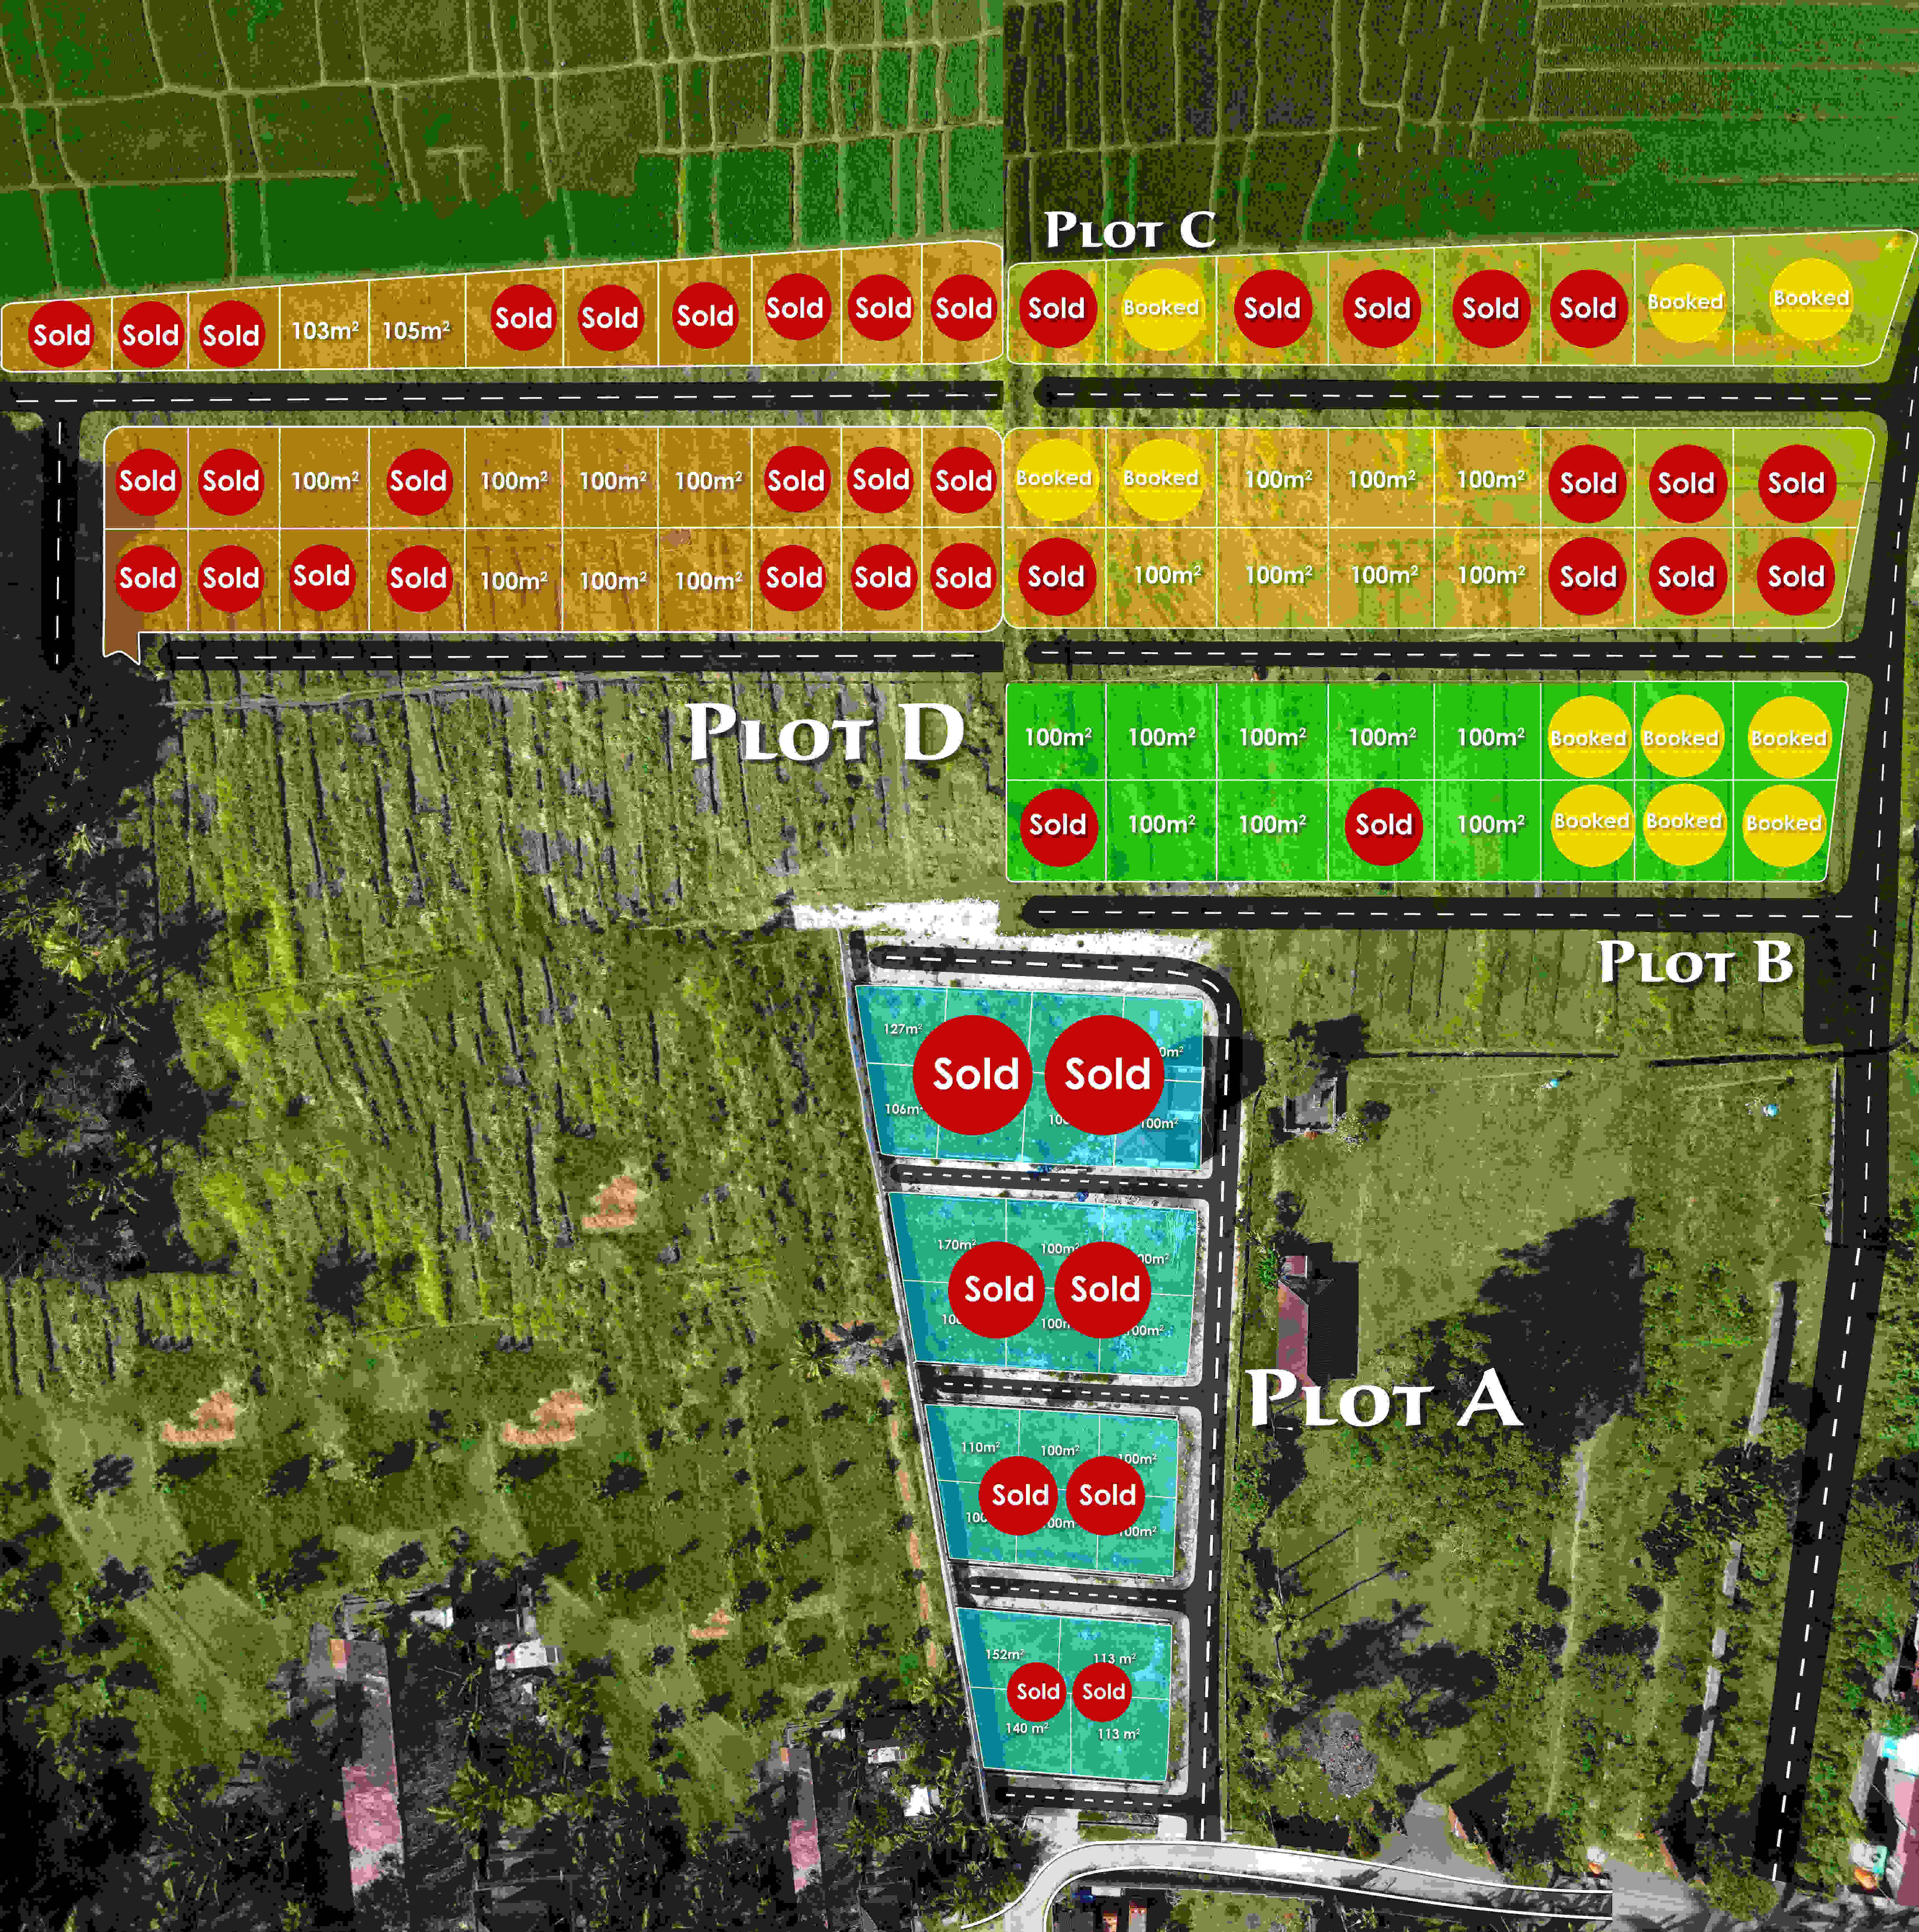 PLOT C
Sold Sold Sold 103m² 105m² Sold Sold Sold Sold Sold Sold Sold Booked Sold Sold Sold Sold Booked Booked
Sold Sold 100m² Sold 100m² 100m² 100m² Sold Sold Sold Booked Booked 100m² 100m² 100m² Sold Sold Sold
Sold Sold Sold Sold 100m² 100m² 100m² Sold Sold Sold Sold 100m² 100m² 100m² 100m² Sold Sold Sold
PLOT D
100m² 100m² 100m² 100m² 100m² Booked Booked Booked
Sold 100m² 100m² Sold 100m² Booked Booked Booked
PLOT B
127m²
Sold Sold
106m² 100m²
170m² 100m²
Sold Sold
PLOT A
110m² 100m²
Sold Sold
152m² 113 m²
Sold Sold
140 m² 113 m²